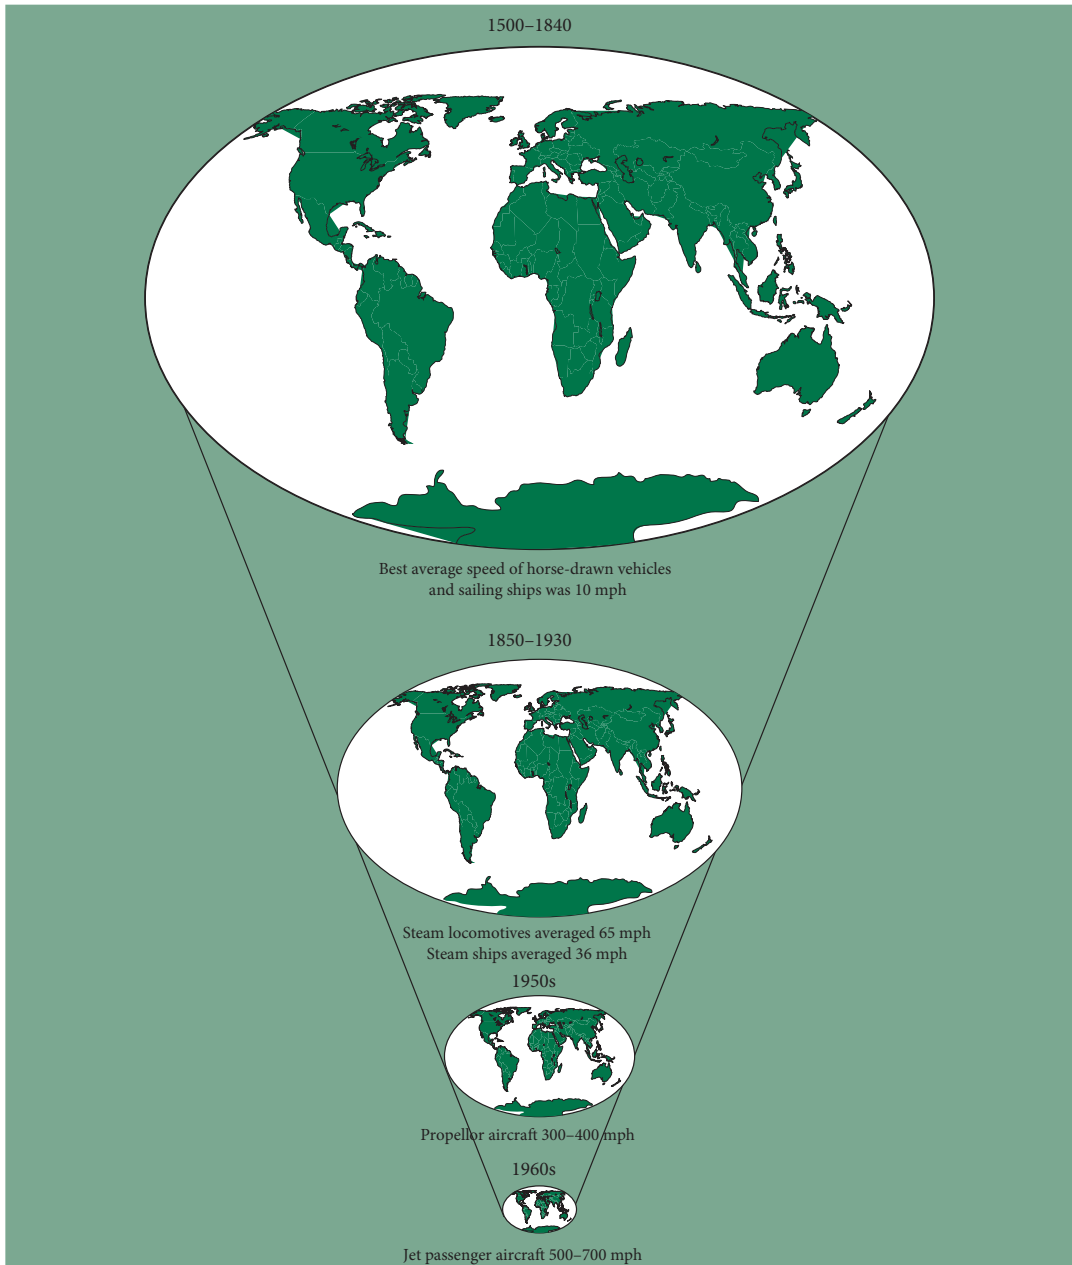 1500–1840
Best average speed of horse-drawn vehicles
and sailing ships was 10 mph
1850–1930
Steam locomotives averaged 65 mph
Steam ships averaged 36 mph
1950s
Propellor aircraft 300–400 mph
1960s
Jet passenger aircraft 500–700 mph